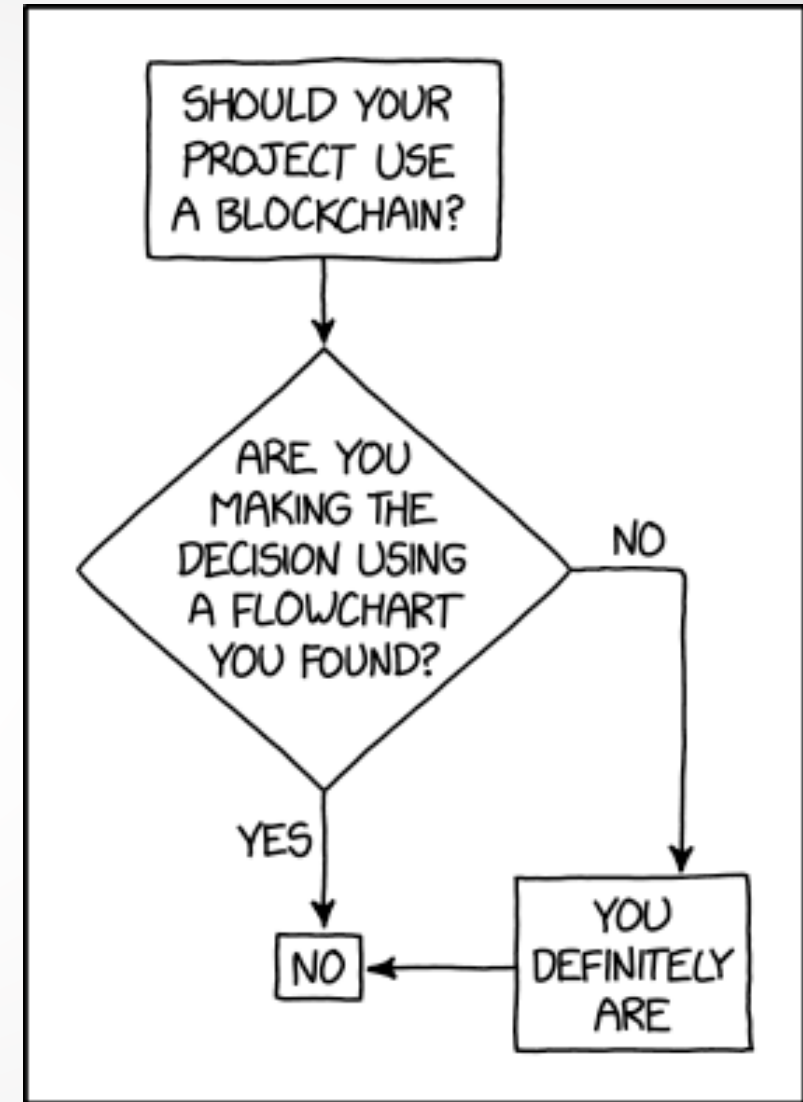 SHOULD YOUR
PROJECT USE
A BLOCKCHAIN?
ARE YOU
MAKING THE
DECISION USING
A FLOWCHART
YOU FOUND?
NO
YES
NO
YOU
DEFINITELY
ARE